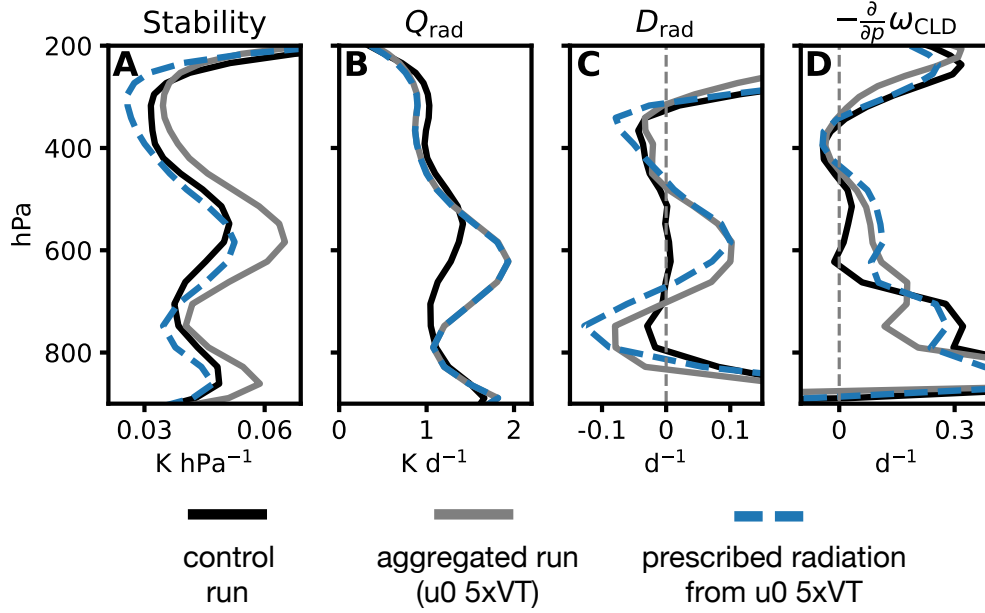 Stability
Q_rad
D_rad
−∂/∂p ω_CLD
A
B
C
D
200
400
600
800
hPa
0.03 0.06
K hPa⁻¹
0 1 2
K d⁻¹
-0.1 0 0.1
d⁻¹
0 0.3
d⁻¹
control
run
aggregated run
(u0 5xVT)
prescribed radiation
from u0 5xVT